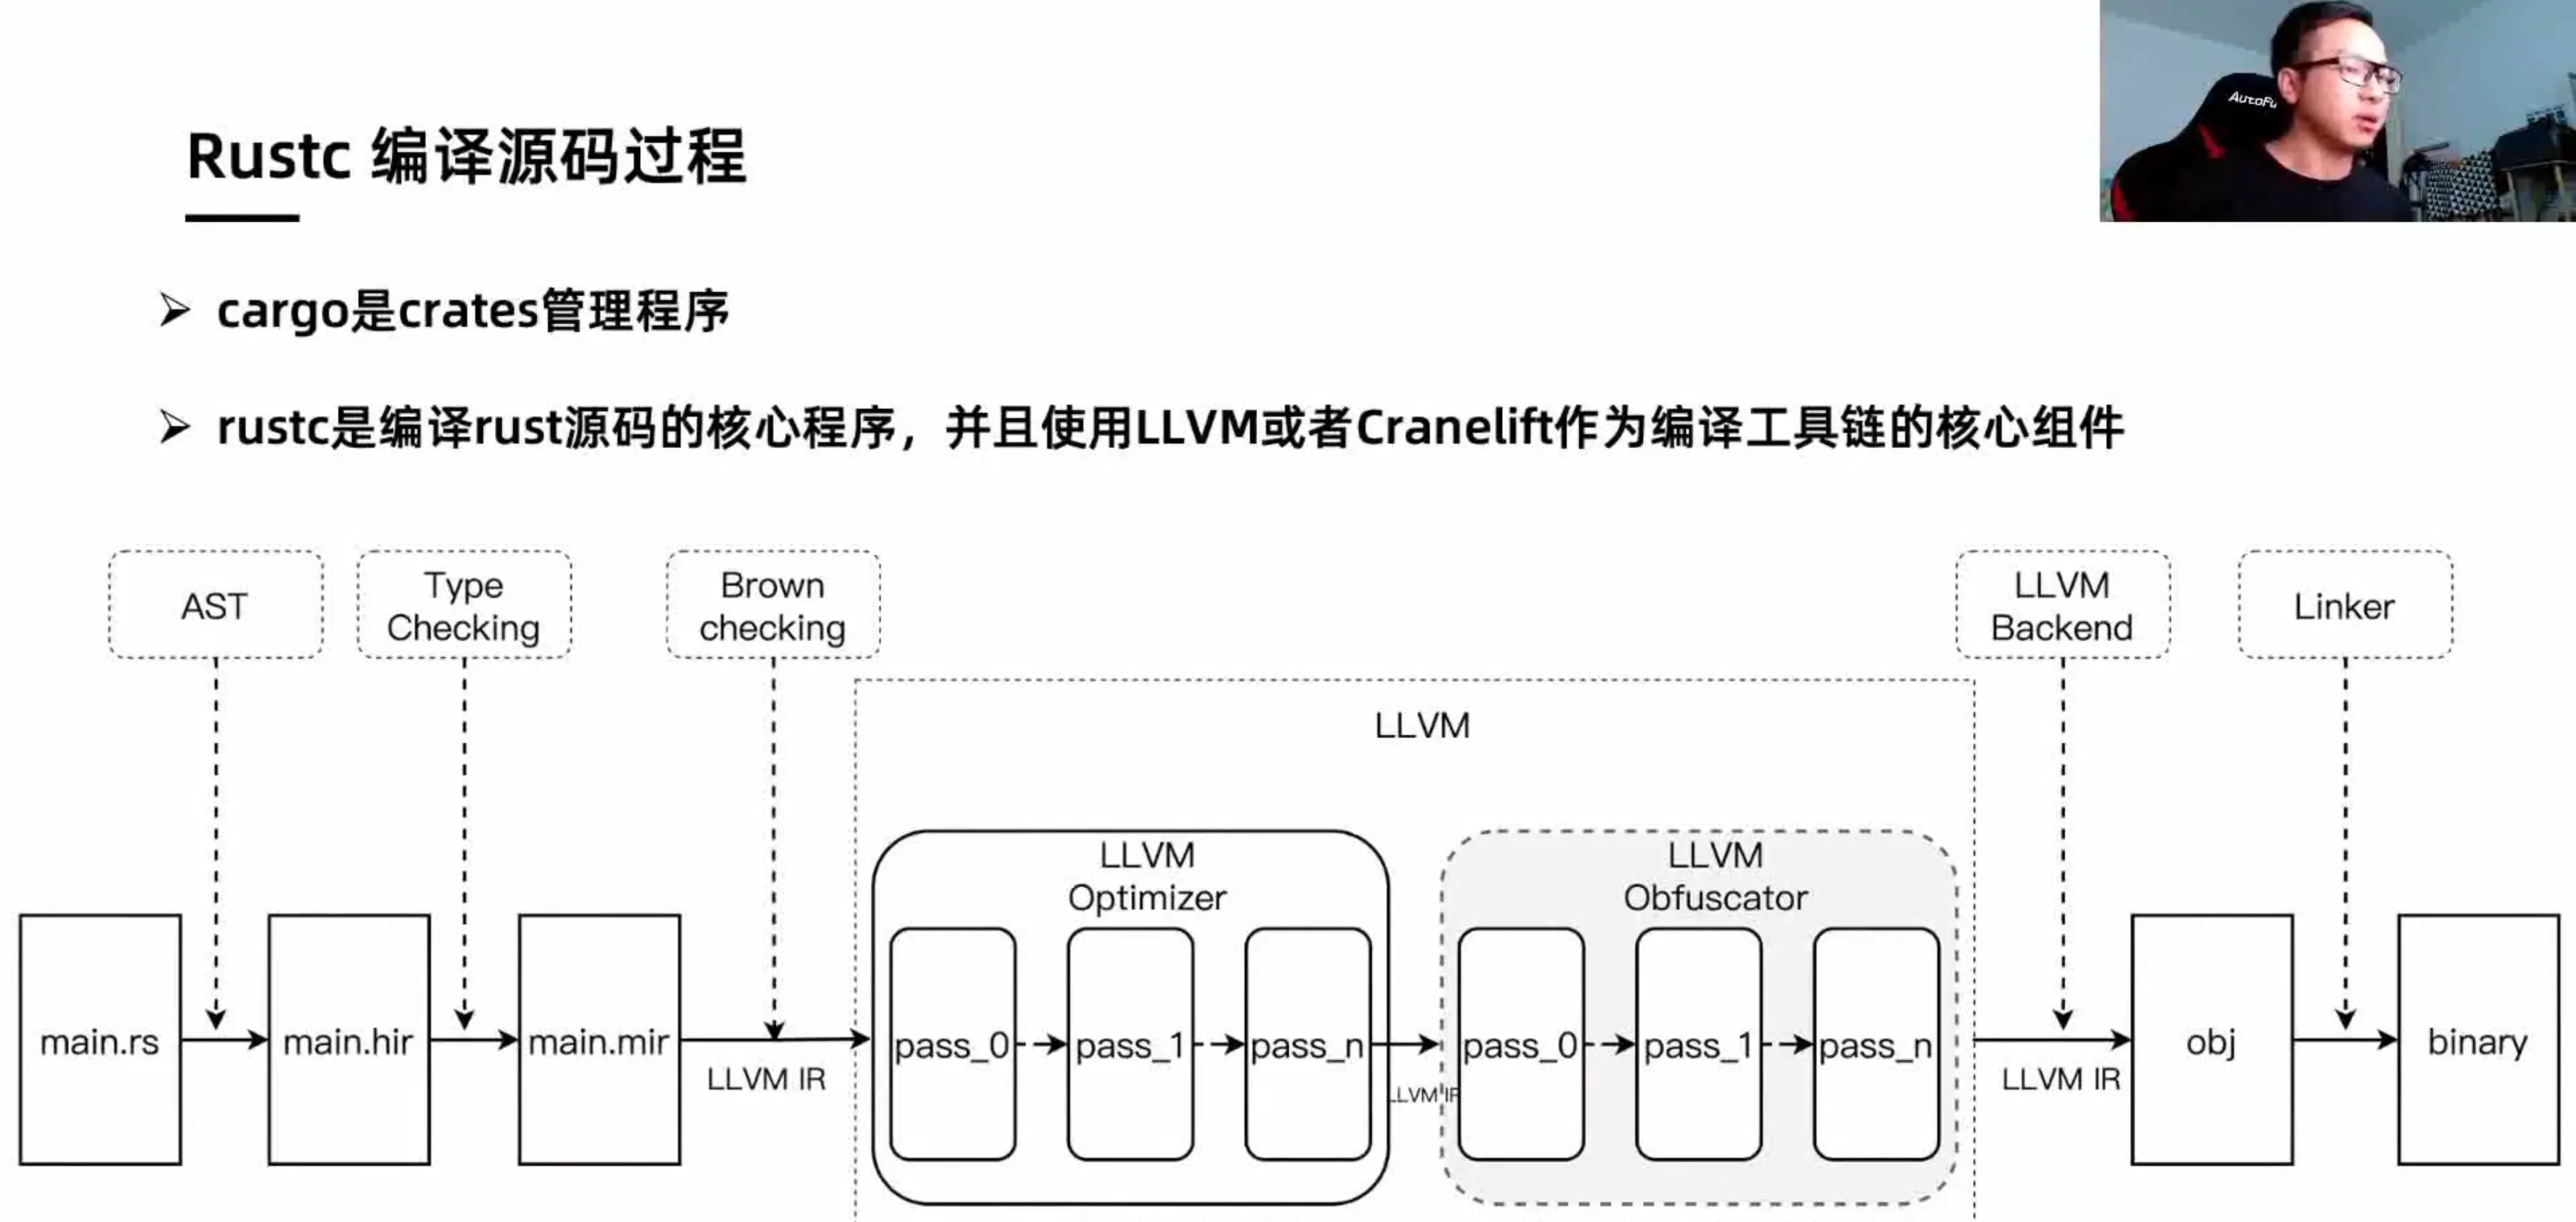 Rustc 编译源码过程
cargo是crates管理程序
rustc是编译rust源码的核心程序，并且使用LLVM或者Cranelift作为编译工具链的核心组件
AST
Type
Checking
Brown
checking
LLVM
Backend
Linker
LLVM
LLVM
Optimizer
LLVM
Obfuscator
main.rs
main.hir
main.mir
LLVM IR
pass_0
pass_1
pass_n
LLVM IR
pass_0
pass_1
pass_n
LLVM IR
obj
binary